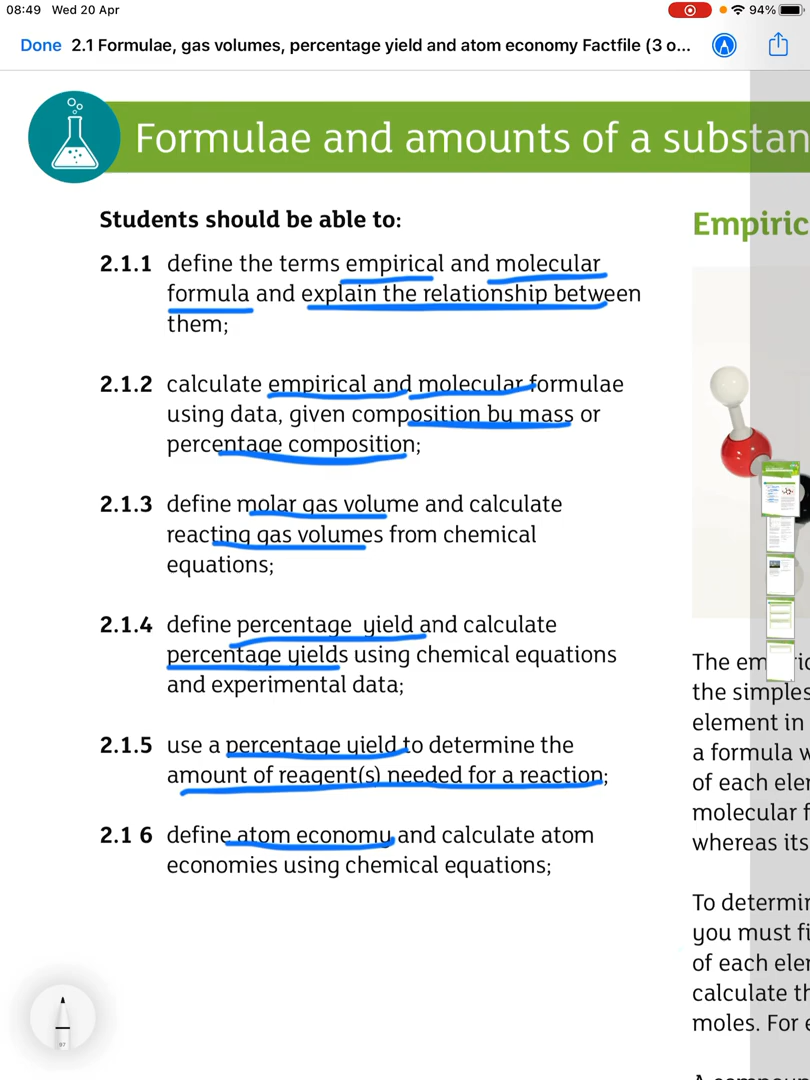 08:49 Wed 20 Apr
94%
Done 2.1 Formulae, gas volumes, percentage yield and atom economy Factfile (3 o...
Formulae and amounts of a substan
Students should be able to:
2.1.1 define the terms empirical and molecular
formula and explain the relationship between
them;
2.1.2 calculate empirical and molecular formulae
using data, given composition bu mass or
percentage composition;
2.1.3 define molar gas volume and calculate
reacting gas volumes from chemical
equations;
2.1.4 define percentage yield and calculate
percentage yields using chemical equations
and experimental data;
2.1.5 use a percentage yield to determine the
amount of reagent(s) needed for a reaction;
2.1 6 define atom economy and calculate atom
economies using chemical equations;
Empiric
The em ric
the simples
element in
a formula w
of each eler
molecular f
whereas its
To determin
you must fi
of each eler
calculate th
moles. For e
97